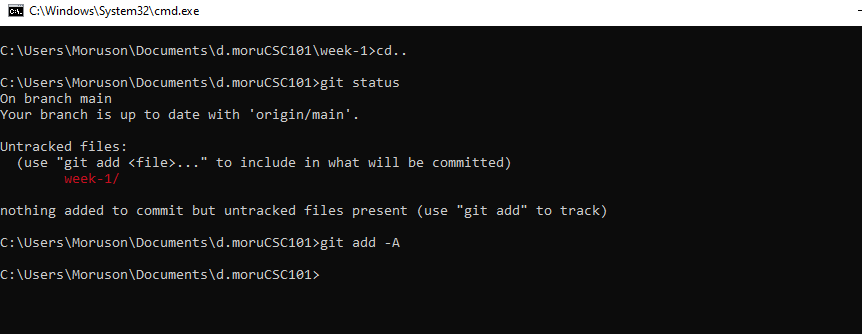 C:\Windows\System32\cmd.exe
C:\Users\Moruson\Documents\d.moruCSC101\week-1>cd..
C:\Users\Moruson\Documents\d.moruCSC101>git status
On branch main
Your branch is up to date with 'origin/main'.
Untracked files:
  (use "git add <file>..." to include in what will be committed)
        week-1/
nothing added to commit but untracked files present (use "git add" to track)
C:\Users\Moruson\Documents\d.moruCSC101>git add -A
C:\Users\Moruson\Documents\d.moruCSC101>